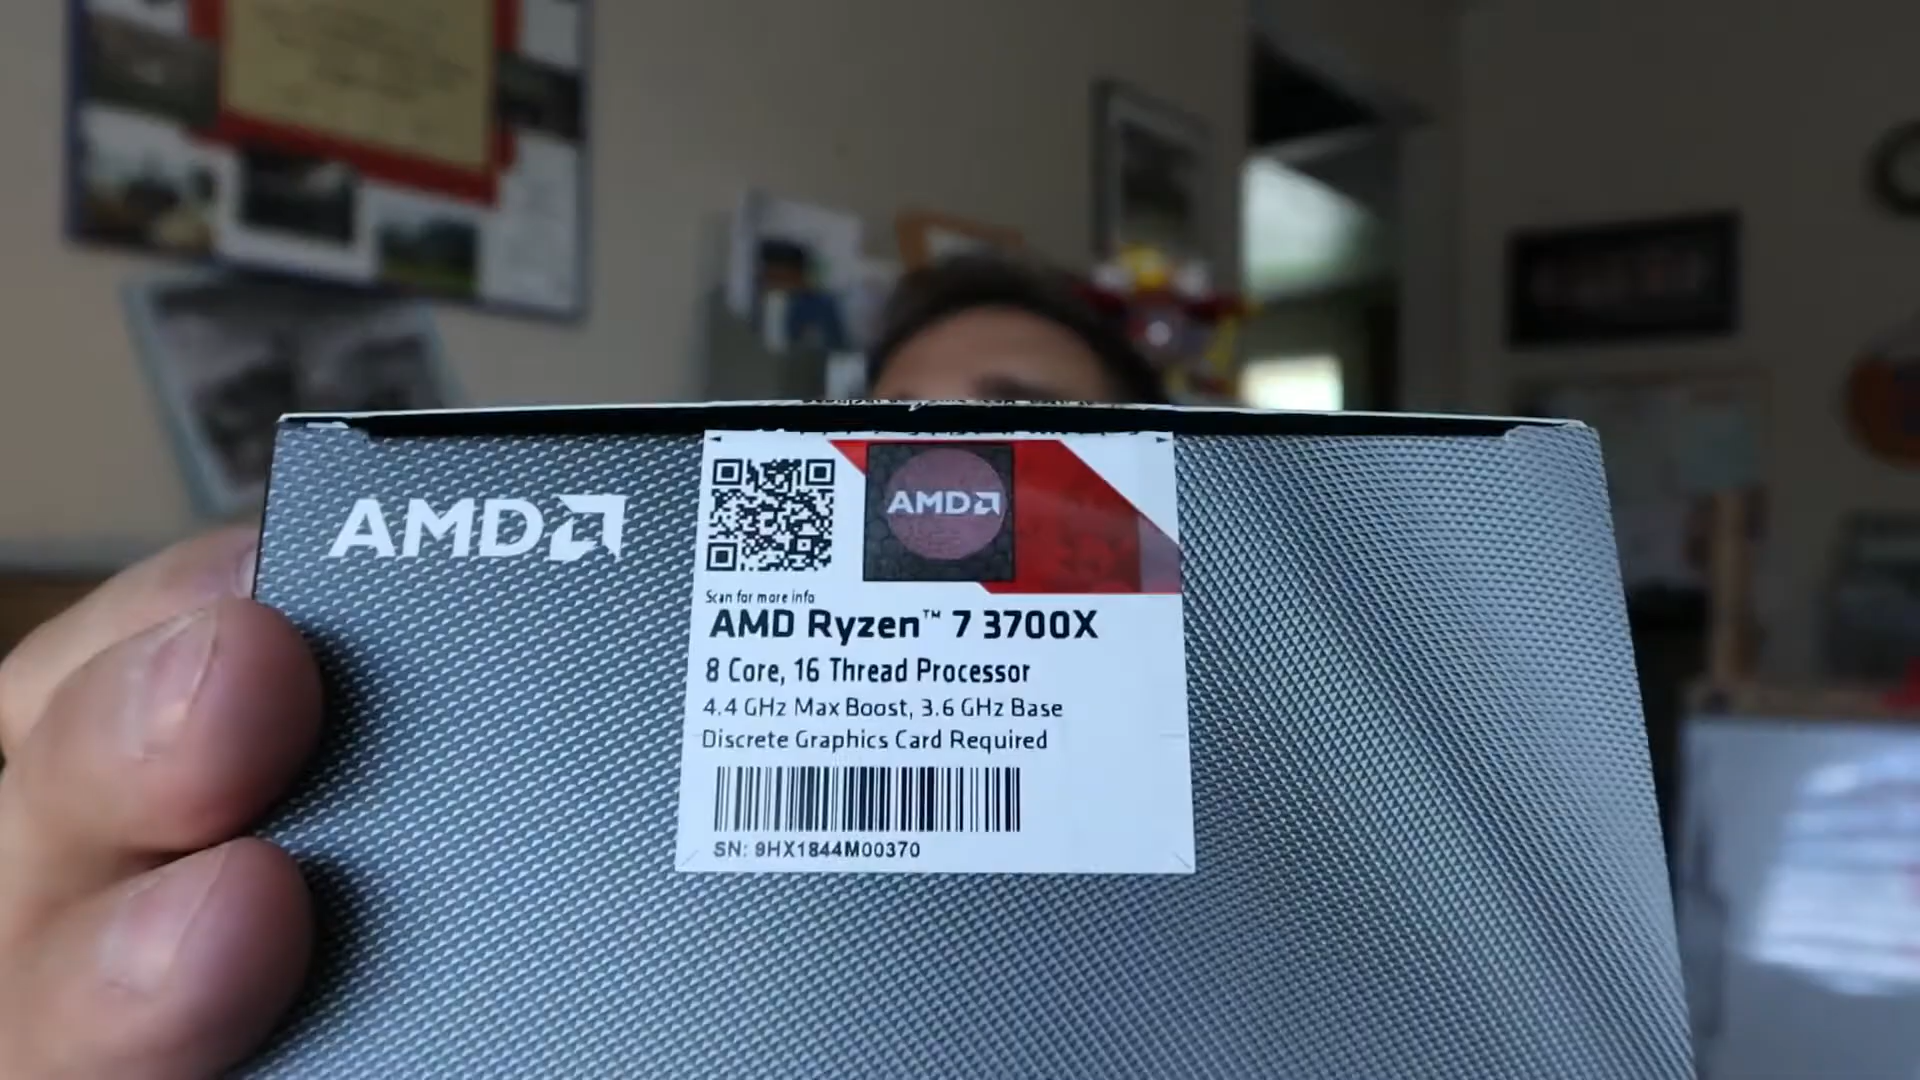 AMD
AMD
Scan for more info
AMD Ryzen™ 7 3700X
8 Core, 16 Thread Processor
4.4 GHz Max Boost, 3.6 GHz Base
Discrete Graphics Card Required
SN: 9HX1844M00370